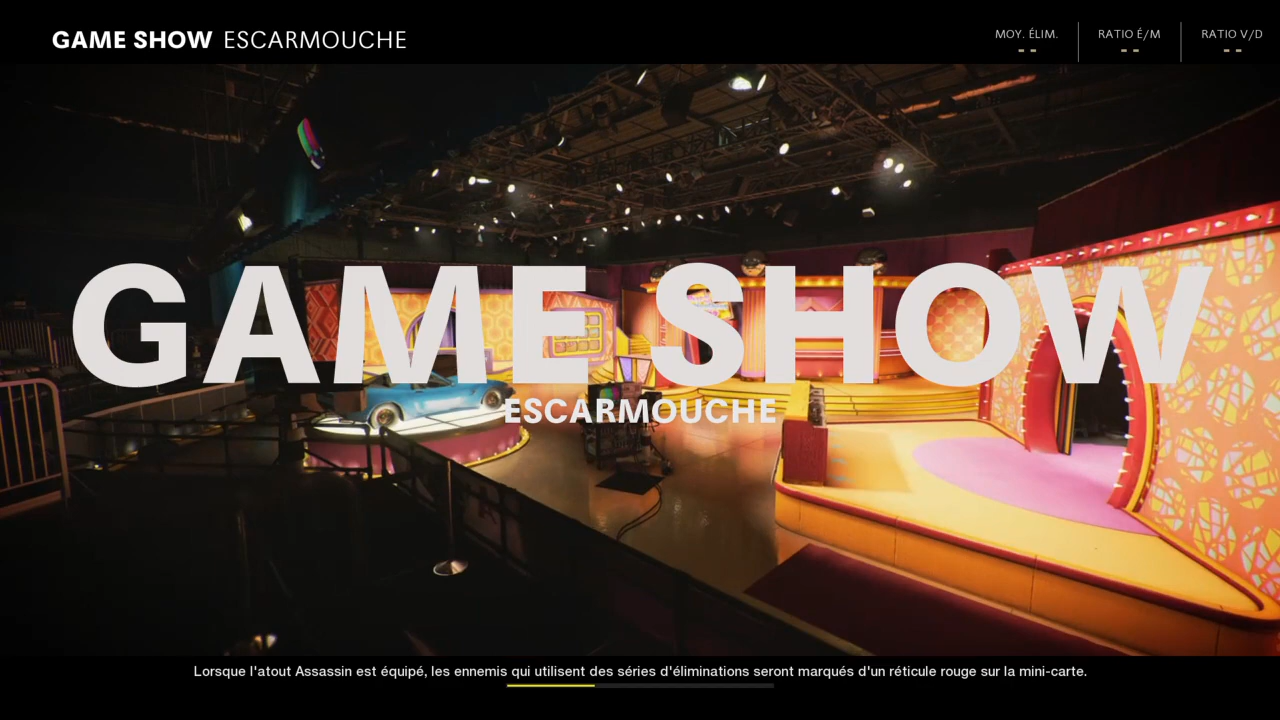 GAME SHOW ESCARMOUCHE
MOY. ÉLIM.
RATIO É/M
RATIO V/D
- -
- -
- -
GAME SHOW
ESCARMOUCHE
Lorsque l'atout Assassin est équipé, les ennemis qui utilisent des séries d'éliminations seront marqués d'un réticule rouge sur la mini-carte.